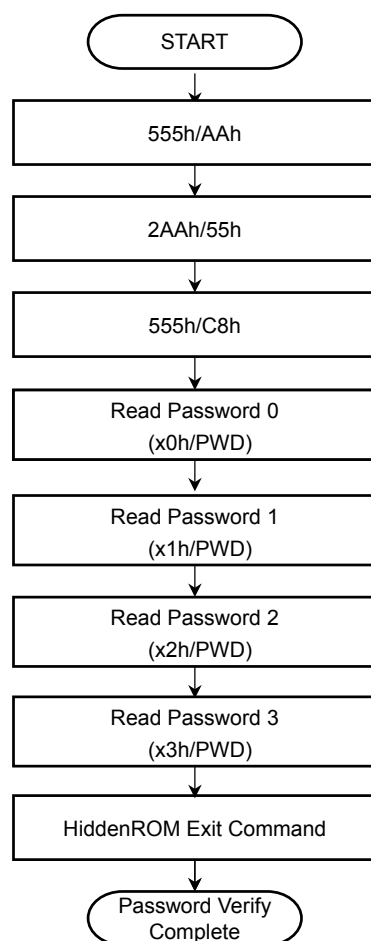 START
555h/AAh
2AAh/55h
555h/C8h
Read Password 0
(x0h/PWD)
Read Password 1
(x1h/PWD)
Read Password 2
(x2h/PWD)
Read Password 3
(x3h/PWD)
HiddenROM Exit Command
Password Verify
Complete